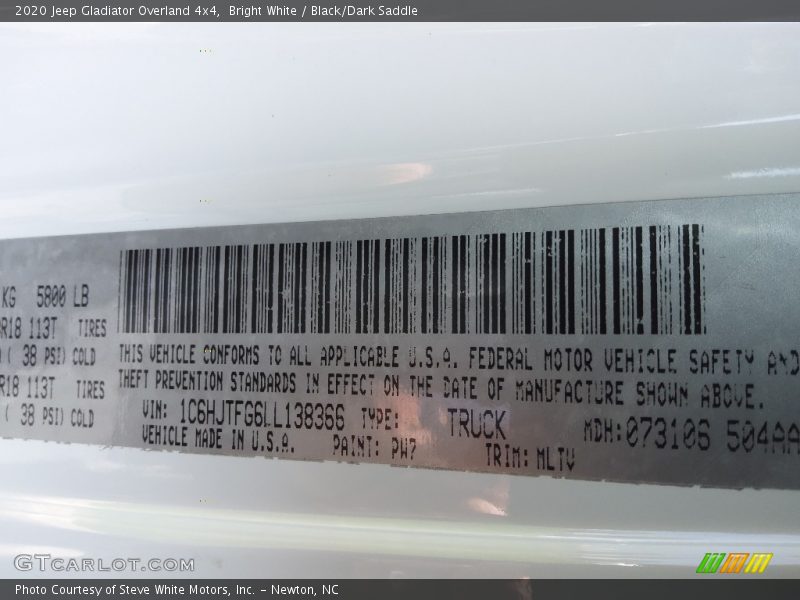 2020 Jeep Gladiator Overland 4x4, Bright White / Black/Dark Saddle
KG 5800 LB
R18 113T TIRES
( 38 PSI) COLD
R18 113T TIRES
( 38 PSI) COLD
THIS VEHICLE CONFORMS TO ALL APPLICABLE U.S.A. FEDERAL MOTOR VEHICLE SAFETY AND
THEFT PREVENTION STANDARDS IN EFFECT ON THE DATE OF MANUFACTURE SHOWN ABOVE.
VIN: 1C6HJTFG6LL138366 TYPE: TRUCK MDH:073106 504AA
VEHICLE MADE IN U.S.A. PAINT: PW7 TRIM: MLTV
GTCARLOT.COM
Photo Courtesy of Steve White Motors, Inc. – Newton, NC